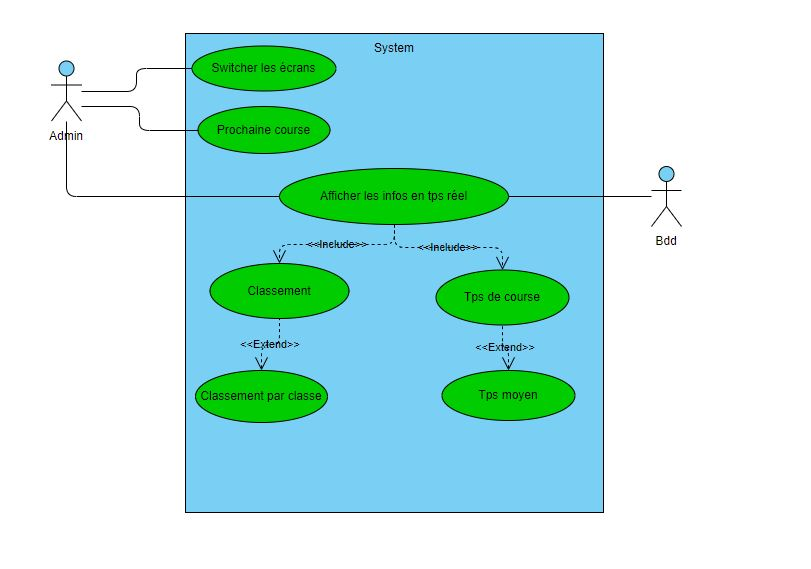 System
Switcher les écrans
Admin
Prochaine course
Afficher les infos en tps réel
Bdd
<<Include>>
<<Include>>
Classement
Tps de course
<<Extend>>
<<Extend>>
Classement par classe
Tps moyen